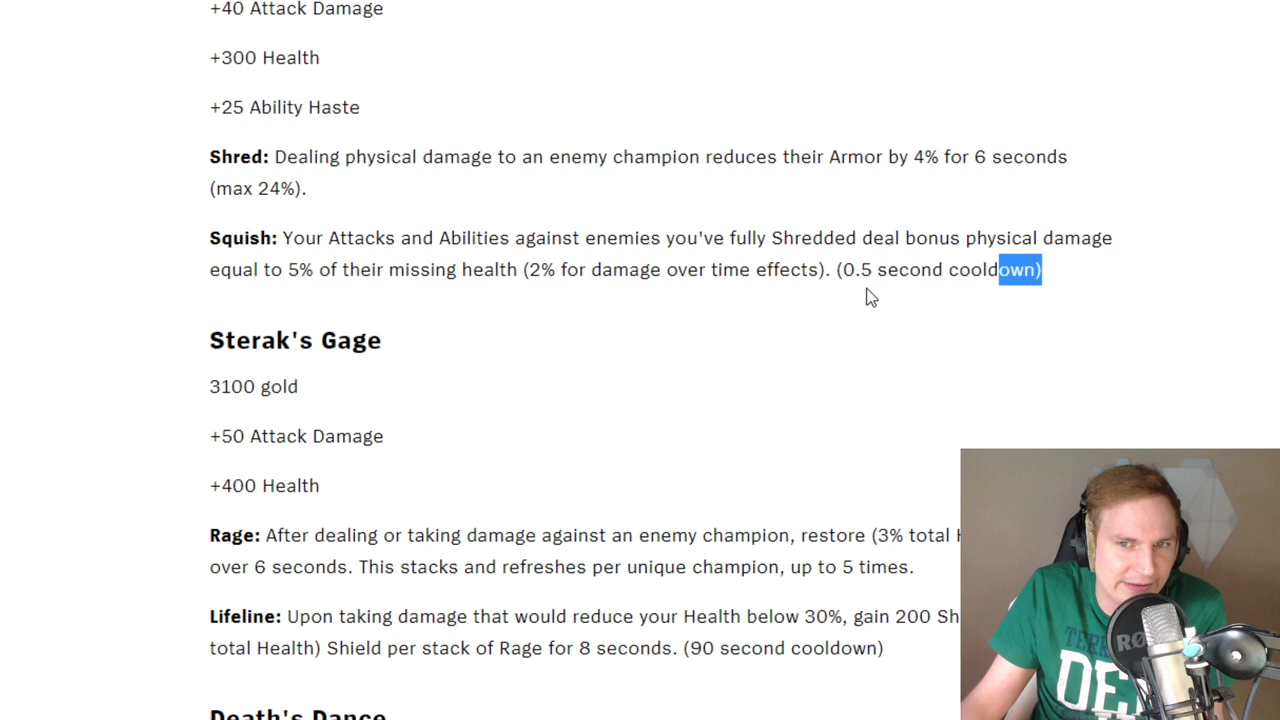 +40 Attack Damage
+300 Health
+25 Ability Haste
Shred: Dealing physical damage to an enemy champion reduces their Armor by 4% for 6 seconds
(max 24%).
Squish: Your Attacks and Abilities against enemies you've fully Shredded deal bonus physical damage
equal to 5% of their missing health (2% for damage over time effects). (0.5 second cooldown)
Sterak's Gage
3100 gold
+50 Attack Damage
+400 Health
Rage: After dealing or taking damage against an enemy champion, restore (3% total
over 6 seconds. This stacks and refreshes per unique champion, up to 5 times.
Lifeline: Upon taking damage that would reduce your Health below 30%, gain 200
total Health) Shield per stack of Rage for 8 seconds. (90 second cooldown)
Death's Dance